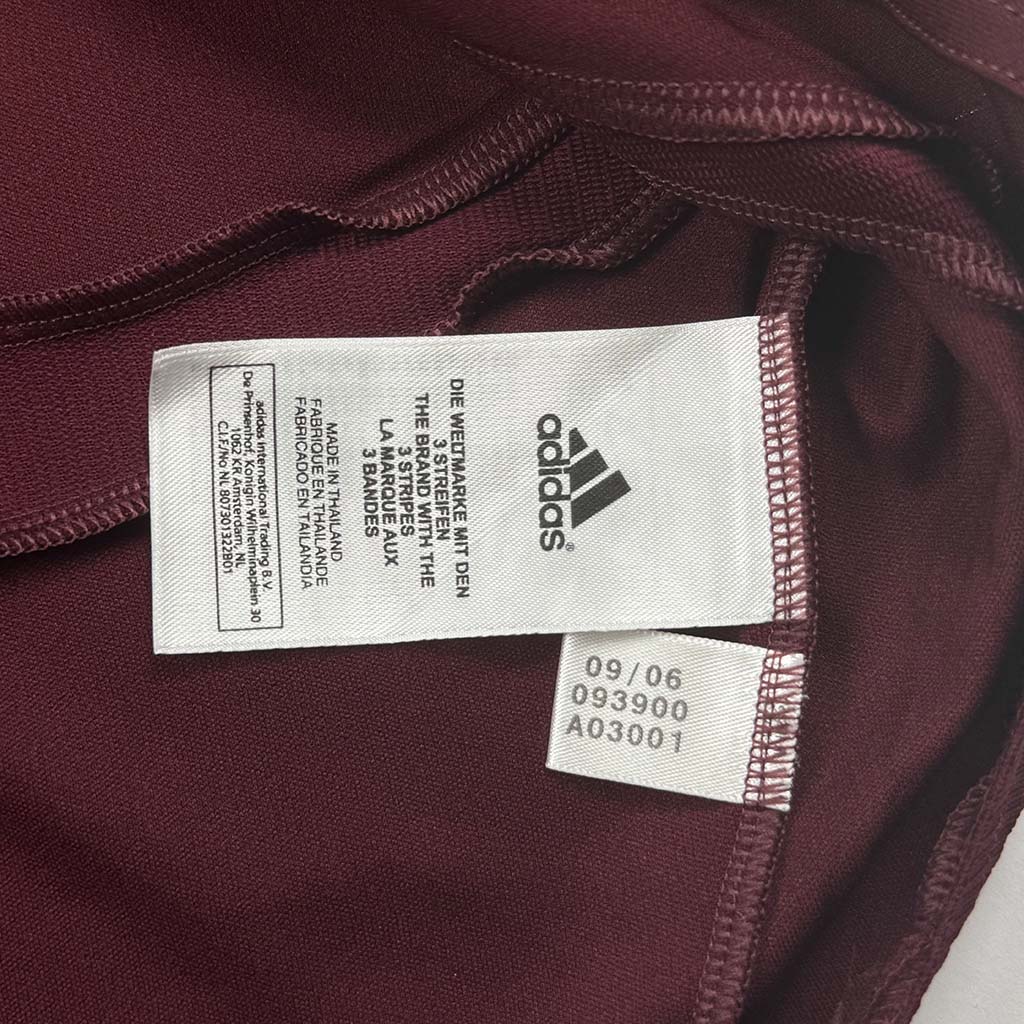 adidas®
DIE WELTMARKE MIT DEN
3 STREIFEN
THE BRAND WITH THE
3 STRIPES
LA MARQUE AUX
3 BANDES
MADE IN THAILAND
FABRIQUE EN THAILANDE
FABRICADO EN TAILANDIA
adidas International Trading B.V.
De Prinsenhof, Konigin Wilhelminaplein 30
1062 KR Amsterdam, NL
C.I.F./No NL 807301322B01
09/06
093900
A03001